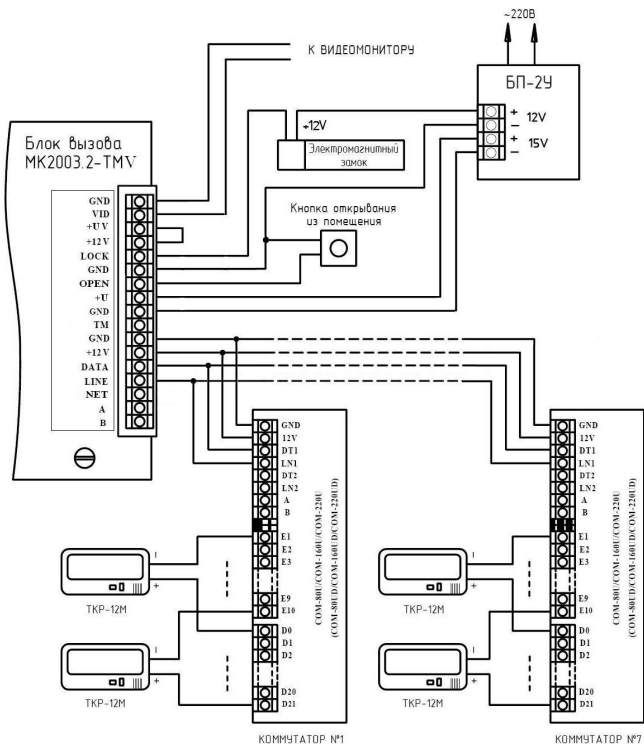 ~220В
К ВИДЕОМОНИТОРУ
БП-2У
+ 12V
−
+ 15V
−
+12V
Электромагнитный
замок
Блок вызова
МК2003.2-TMV
Кнопка открывания
из помещения
GND
VID
+UV
+12V
LOCK
GND
OPEN
+U
GND
TM
GND
+12V
DATA
LINE
NET
A
B
GND
12V
DT1
LN1
DT2
LN2
A
B
E1
E2
E3
E9
E10
D0
D1
D2
D20
D21
COM-80U/COM-160U/COM-220U
(COM-80UD/COM-160UD/COM-220UD)
КОММУТАТОР №1
−
+
ТКР-12М
−
+
ТКР-12М
GND
12V
DT1
LN1
DT2
LN2
A
B
E1
E2
E3
E9
E10
D0
D1
D2
D20
D21
COM-80U/COM-160U/COM-220U
(COM-80UD/COM-160UD/COM-220UD)
КОММУТАТОР №7
−
+
ТКР-12М
−
+
ТКР-12М